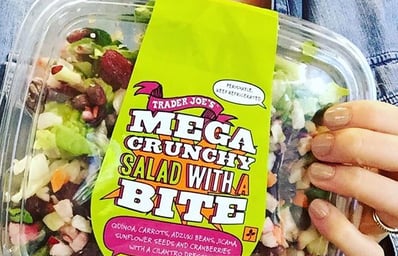 PERISHABLE,
KEEP REFRIGERATED
TRADER JOE'S
MEGA
CRUNCHY
SALAD WITH A
BITE
QUINOA, CARROTS, ADZUKI BEANS, JICAMA,
SUNFLOWER SEEDS AND CRANBERRIES
WITH A CILANTRO